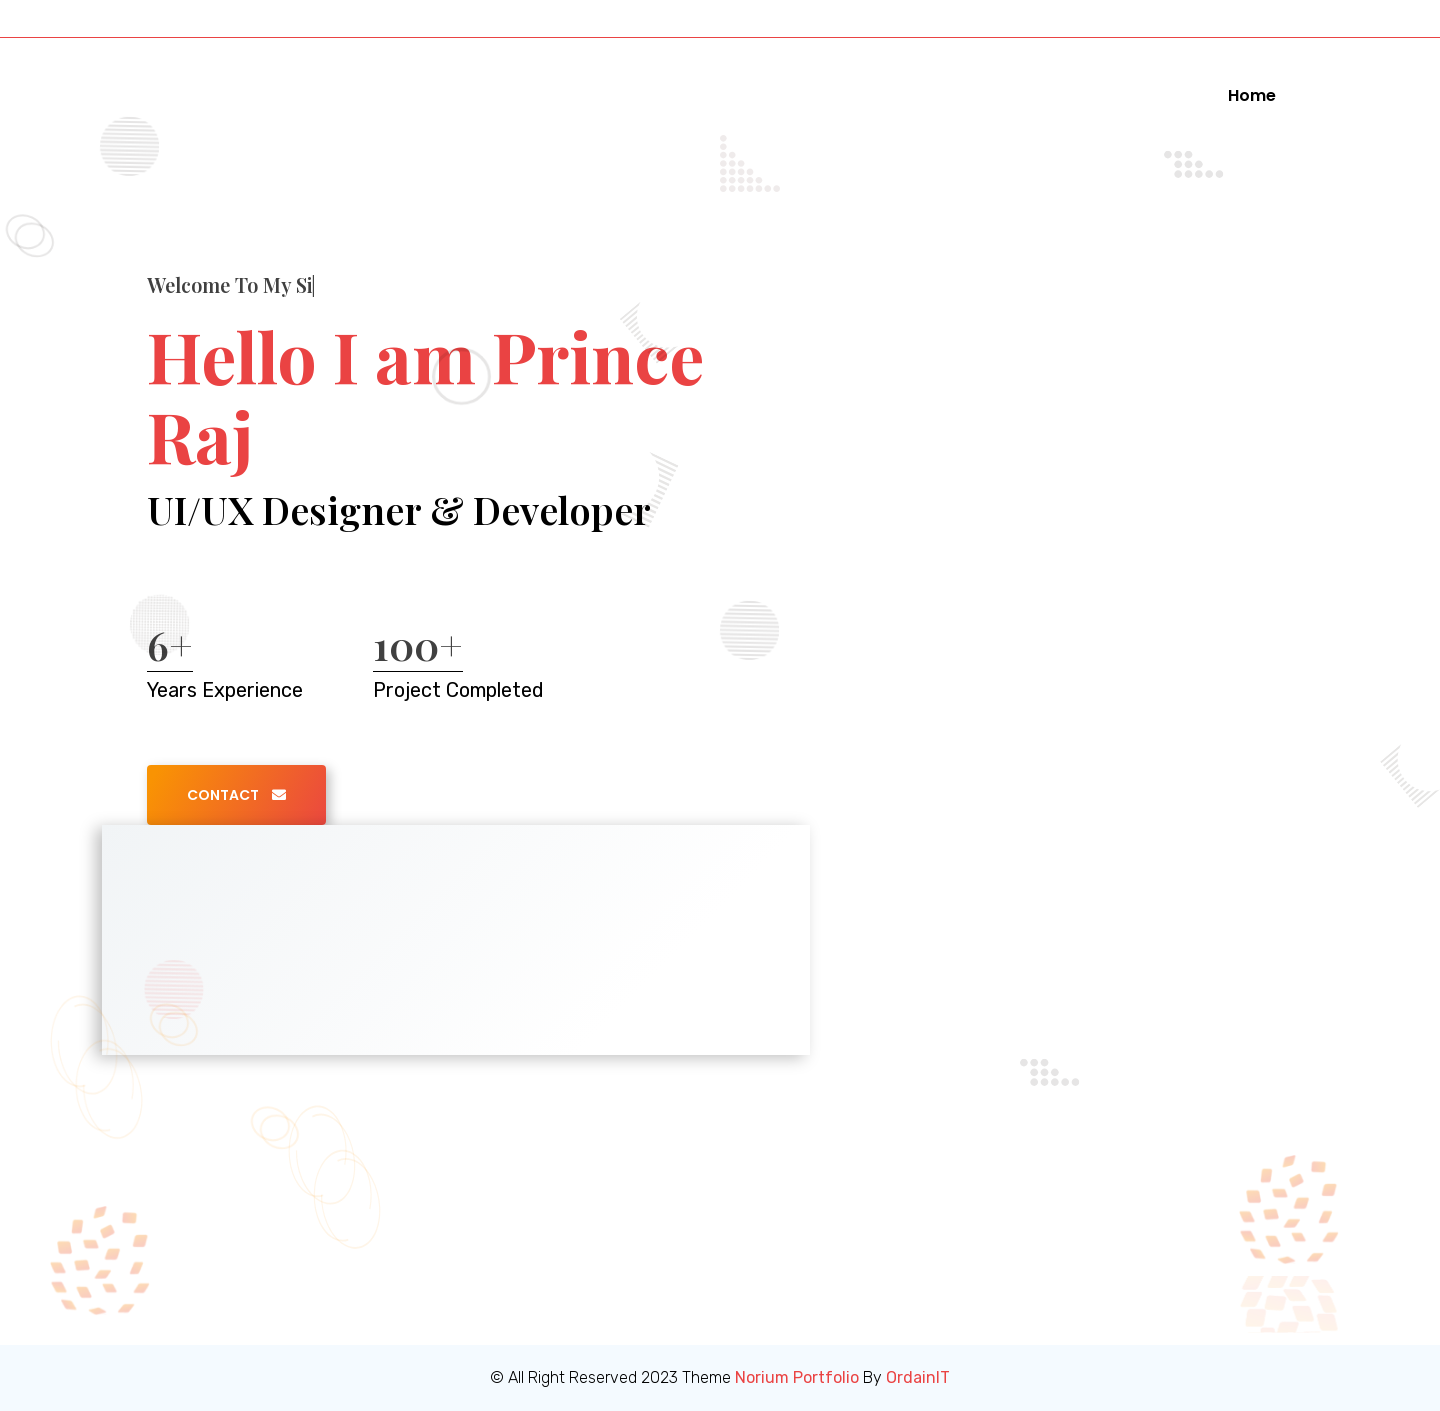 Home
Welcome To My Si
Hello I am Prince
Raj
UI/UX Designer & Developer
6+
100+
Years Experience
Project Completed
CONTACT
© All Right Reserved 2023 Theme Norium Portfolio By OrdainIT